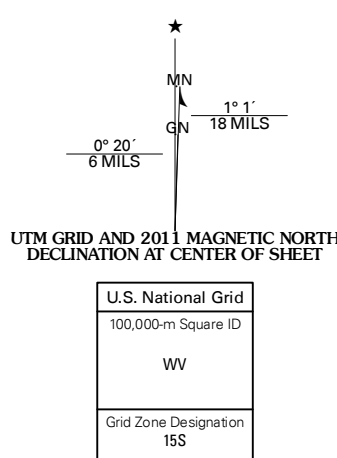 ★
MN
1° 1´
18 MILS
GN
0° 20´
6 MILS
UTM GRID AND 2011 MAGNETIC NORTH
DECLINATION AT CENTER OF SHEET
U.S. National Grid
100,000-m Square ID
WV
Grid Zone Designation
15S